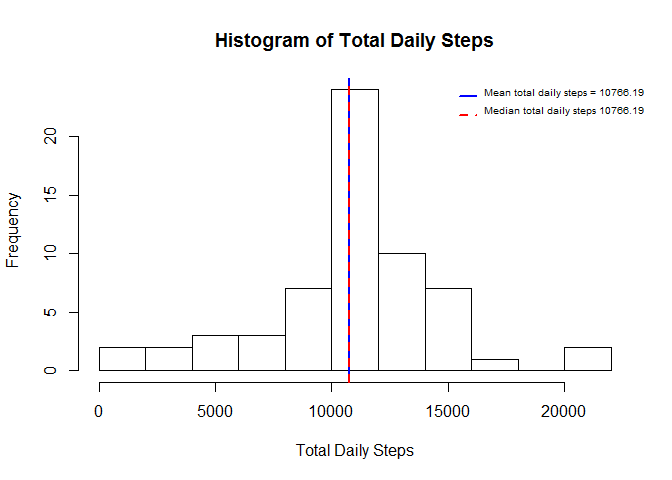 Histogram of Total Daily Steps
Mean total daily steps = 10766.19
Median total daily steps 10766.19
Frequency
20
15
10
5
0
0 5000 10000 15000 20000
Total Daily Steps